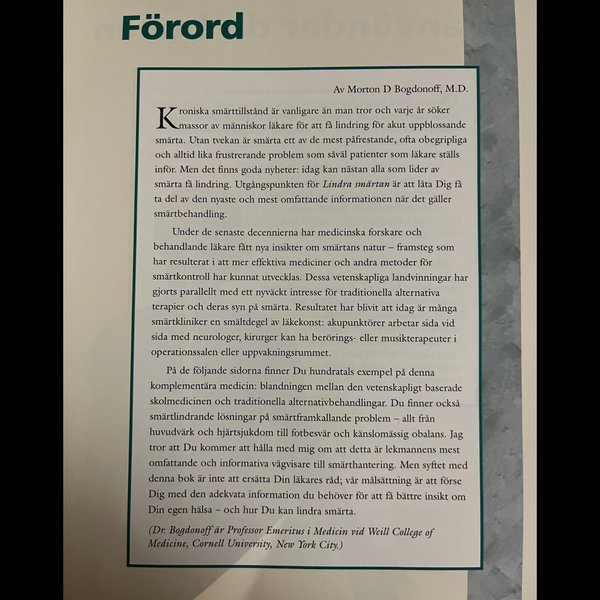 Förord
Av Morton D Bogdonoff, M.D.
Kroniska smärttillstånd är vanligare än man tror och varje år söker
massor av människor läkare för att få lindring för akut uppblossande
smärta. Utan tvekan är smärta ett av de mest påfrestande, ofta obegripliga
och alltid lika frustrerande problem som såväl patienter som läkare ställs
inför. Men det finns goda nyheter: idag kan nästan alla som lider av
smärta få lindring. Utgångspunkten för Lindra smärtan är att låta Dig få
ta del av den nyaste och mest omfattande informationen när det gäller
smärtbehandling.
Under de senaste decennierna har medicinska forskare och
behandlande läkare fått nya insikter om smärtans natur – framsteg som
har resulterat i att mer effektiva mediciner och andra metoder för
smärtkontroll har kunnat utvecklas. Dessa vetenskapliga landvinningar har
gjorts parallellt med ett nyväckt intresse för traditionella alternativa
terapier och deras syn på smärta. Resultatet har blivit att idag är många
smärtkliniker en smältdegel av läkekonst: akupunktörer arbetar sida vid
sida med neurologer, kirurger kan ha berörings- eller musikterapeuter i
operationssalen eller uppvakningsrummet.
På de följande sidorna finner Du hundratals exempel på denna
komplementära medicin: blandningen mellan den vetenskapligt baserade
skolmedicinen och traditionella alternativbehandlingar. Du finner också
smärtlindrande lösningar på smärtframkallande problem – allt från
huvudvärk och hjärtsjukdom till fotbesvär och känslomässig obalans. Jag
tror att Du kommer att hålla med mig om att detta är lekmannens mest
omfattande och informativa vägvisare till smärthantering. Men syftet med
denna bok är inte att ersätta Din läkares råd; vår målsättning är att förse
Dig med den adekvata information du behöver för att få bättre insikt om
Din egen hälsa – och hur Du kan lindra smärta.
(Dr. Bogdonoff är Professor Emeritus i Medicin vid Weill College of
Medicine, Cornell University, New York City.)